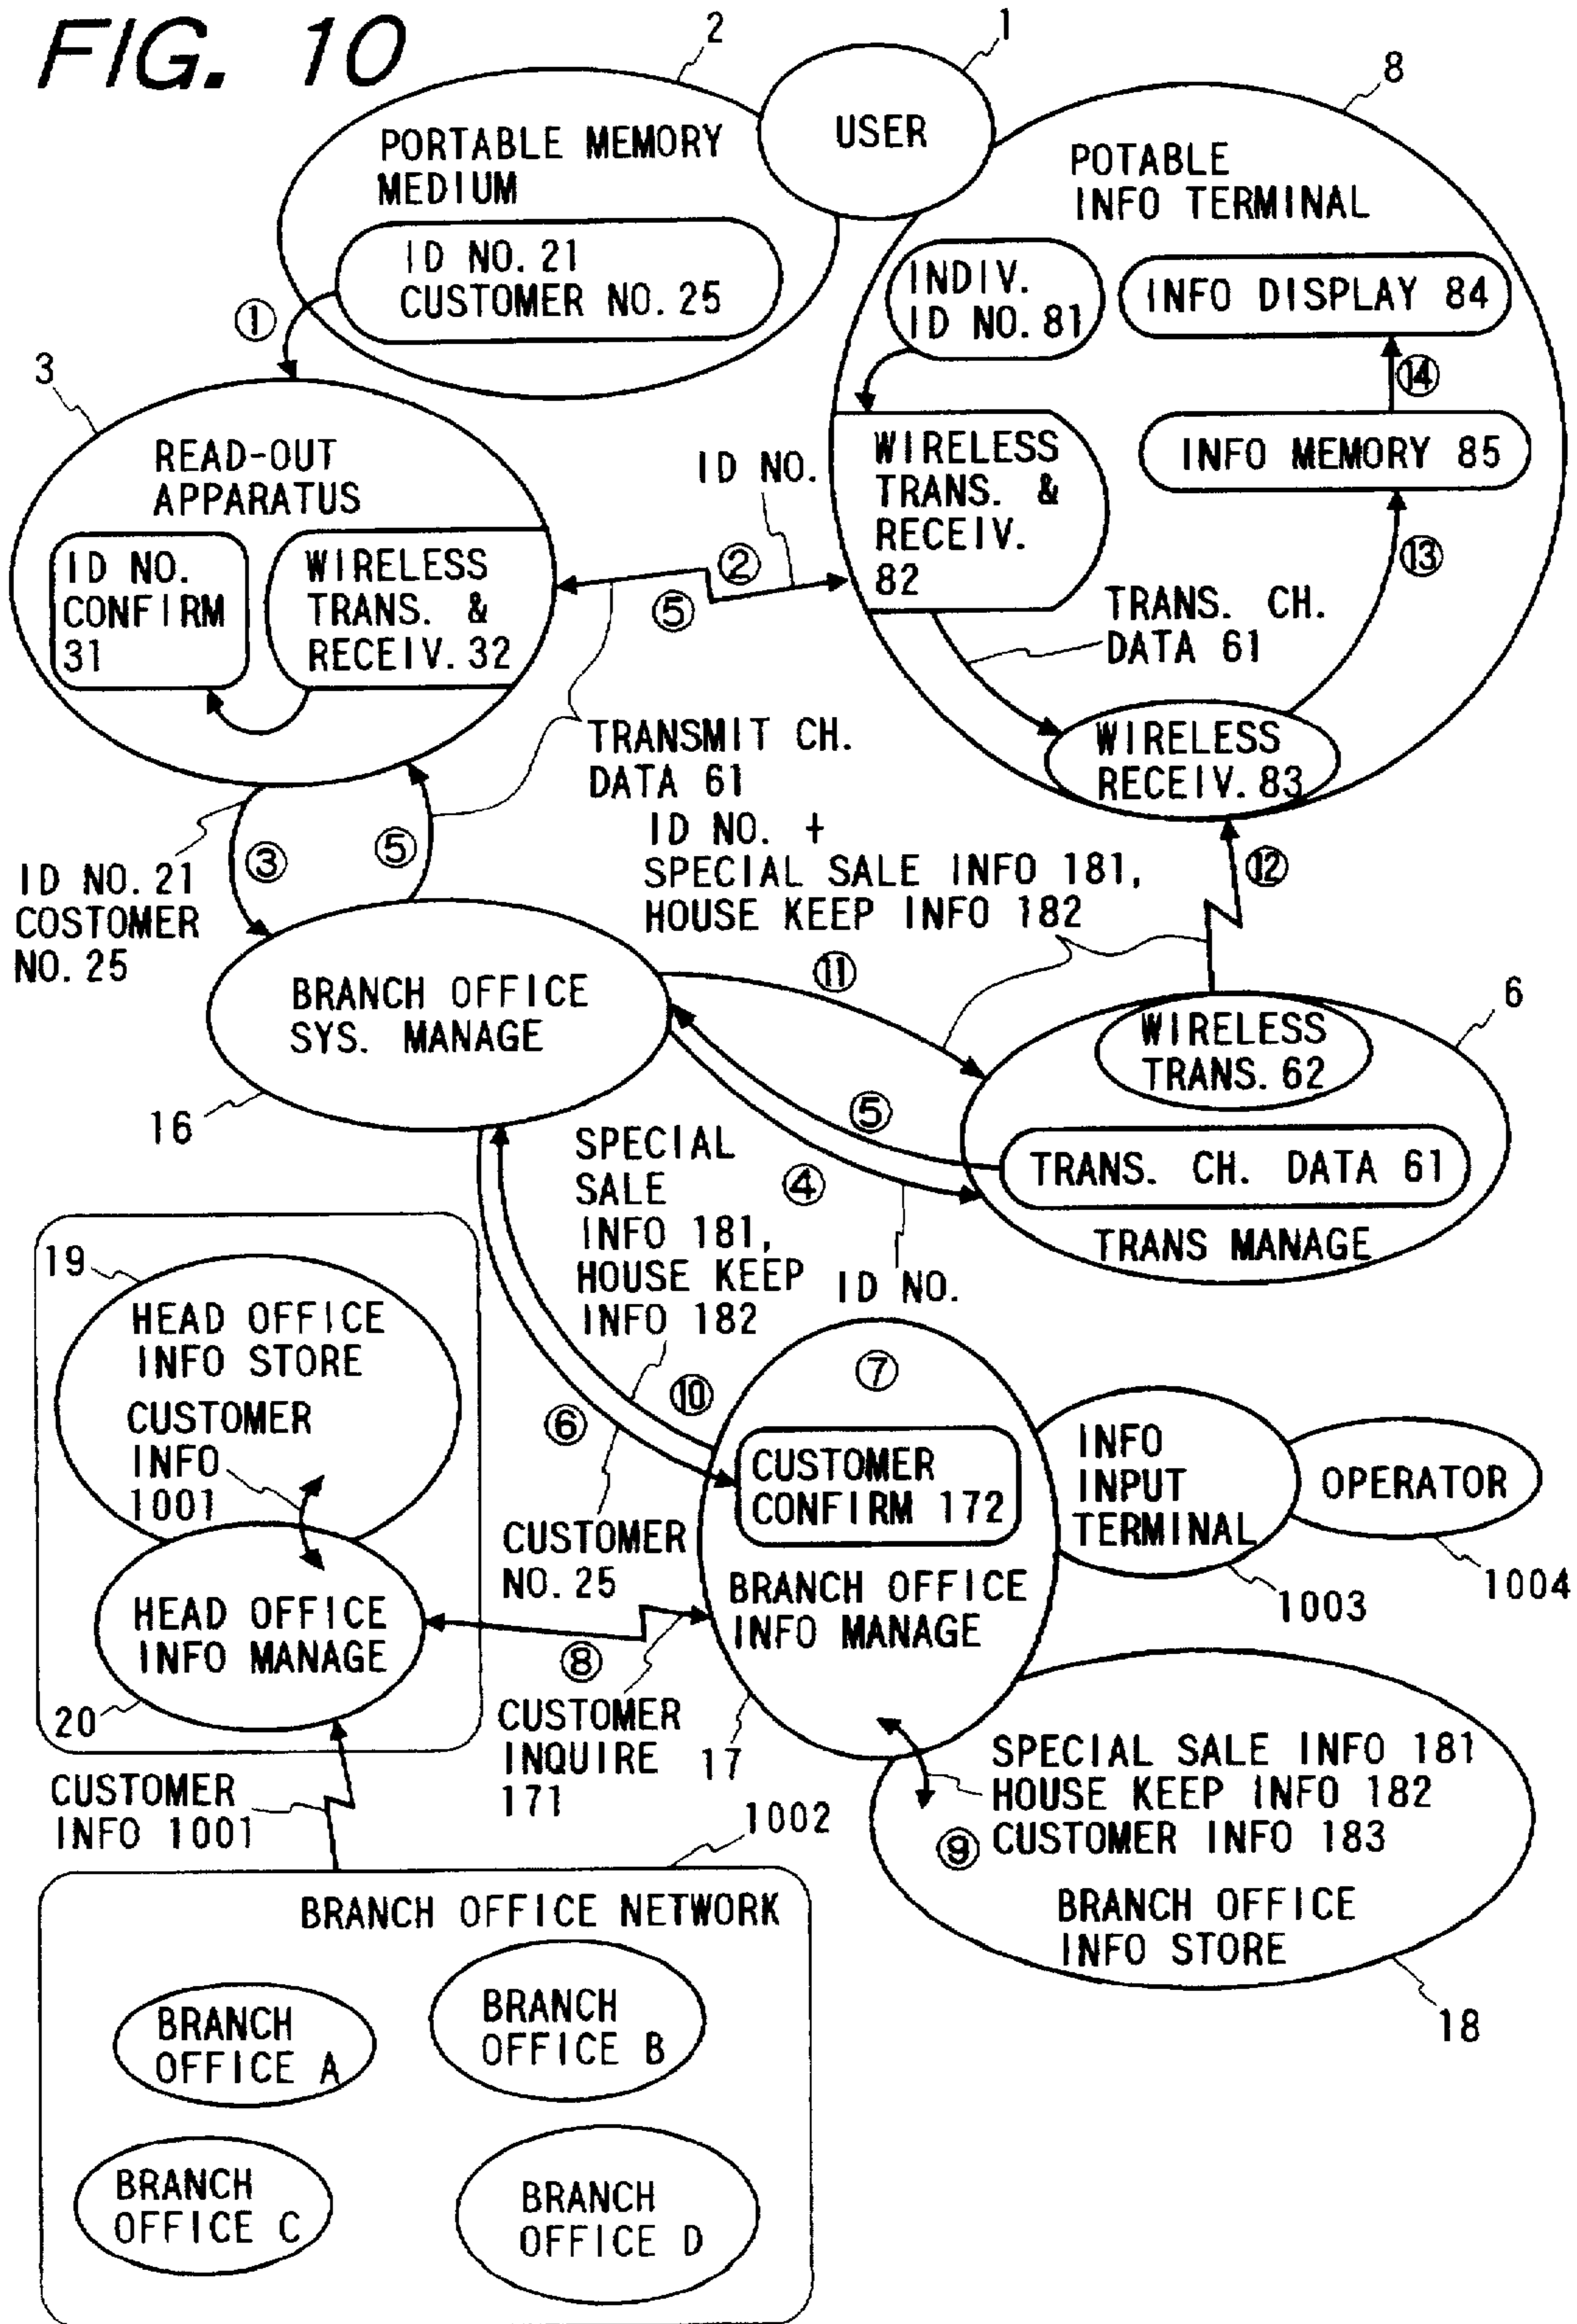 FIG. 10
2
1
8
USER
PORTABLE MEMORY
MEDIUM
ID NO. 21
CUSTOMER NO. 25
①
POTABLE
INFO TERMINAL
INDIV.
ID NO. 81
INFO DISPLAY 84
⑭
INFO MEMORY 85
⑬
WIRELESS
TRANS. &
RECEIV.
82
TRANS. CH.
DATA 61
WIRELESS
RECEIV. 83
3
READ-OUT
APPARATUS
ID NO.
CONFIRM
31
WIRELESS
TRANS. &
RECEIV. 32
ID NO.
②
⑤
TRANSMIT CH.
DATA 61
ID NO. +
SPECIAL SALE INFO 181,
HOUSE KEEP INFO 182
⑫
③
⑤
ID NO. 21
COSTOMER
NO. 25
BRANCH OFFICE
SYS. MANAGE
16
⑪
6
WIRELESS
TRANS. 62
TRANS. CH. DATA 61
TRANS MANAGE
⑤
④
ID NO.
SPECIAL
SALE
INFO 181,
HOUSE KEEP
INFO 182
⑩
⑥
CUSTOMER
NO. 25
19
HEAD OFFICE
INFO STORE
CUSTOMER
INFO
1001
HEAD OFFICE
INFO MANAGE
20
⑦
CUSTOMER
CONFIRM 172
BRANCH OFFICE
INFO MANAGE
17
INFO
INPUT
TERMINAL
1003
OPERATOR
1004
⑧
CUSTOMER
INQUIRE
171
CUSTOMER
INFO 1001
SPECIAL SALE INFO 181
HOUSE KEEP INFO 182
⑨ CUSTOMER INFO 183
BRANCH OFFICE
INFO STORE
18
1002
BRANCH OFFICE NETWORK
BRANCH
OFFICE A
BRANCH
OFFICE B
BRANCH
OFFICE C
BRANCH
OFFICE D